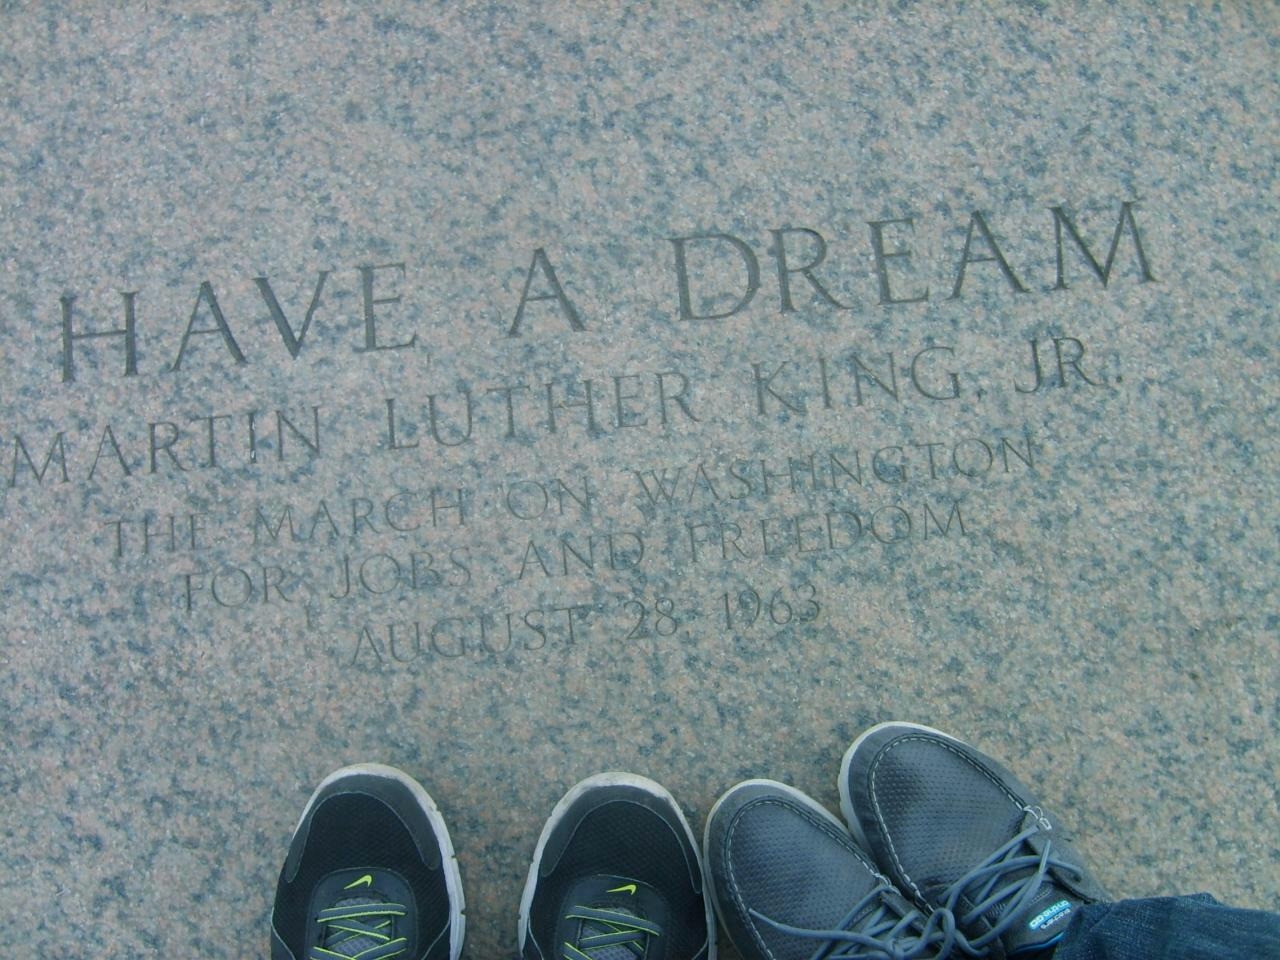 HAVE A DREAM
MARTIN LUTHER KING, JR.
THE MARCH ON WASHINGTON
FOR JOBS AND FREEDOM
AUGUST 28 1963